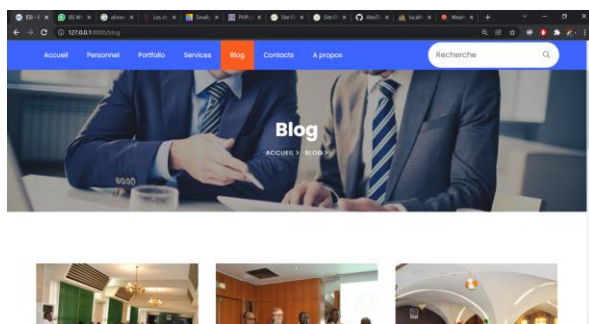 127.0.0.1:8000/blog
Accueil Personnel Portfolio Services Blog Contacts A propos Recherche
Blog
ACCUEIL > BLOG >